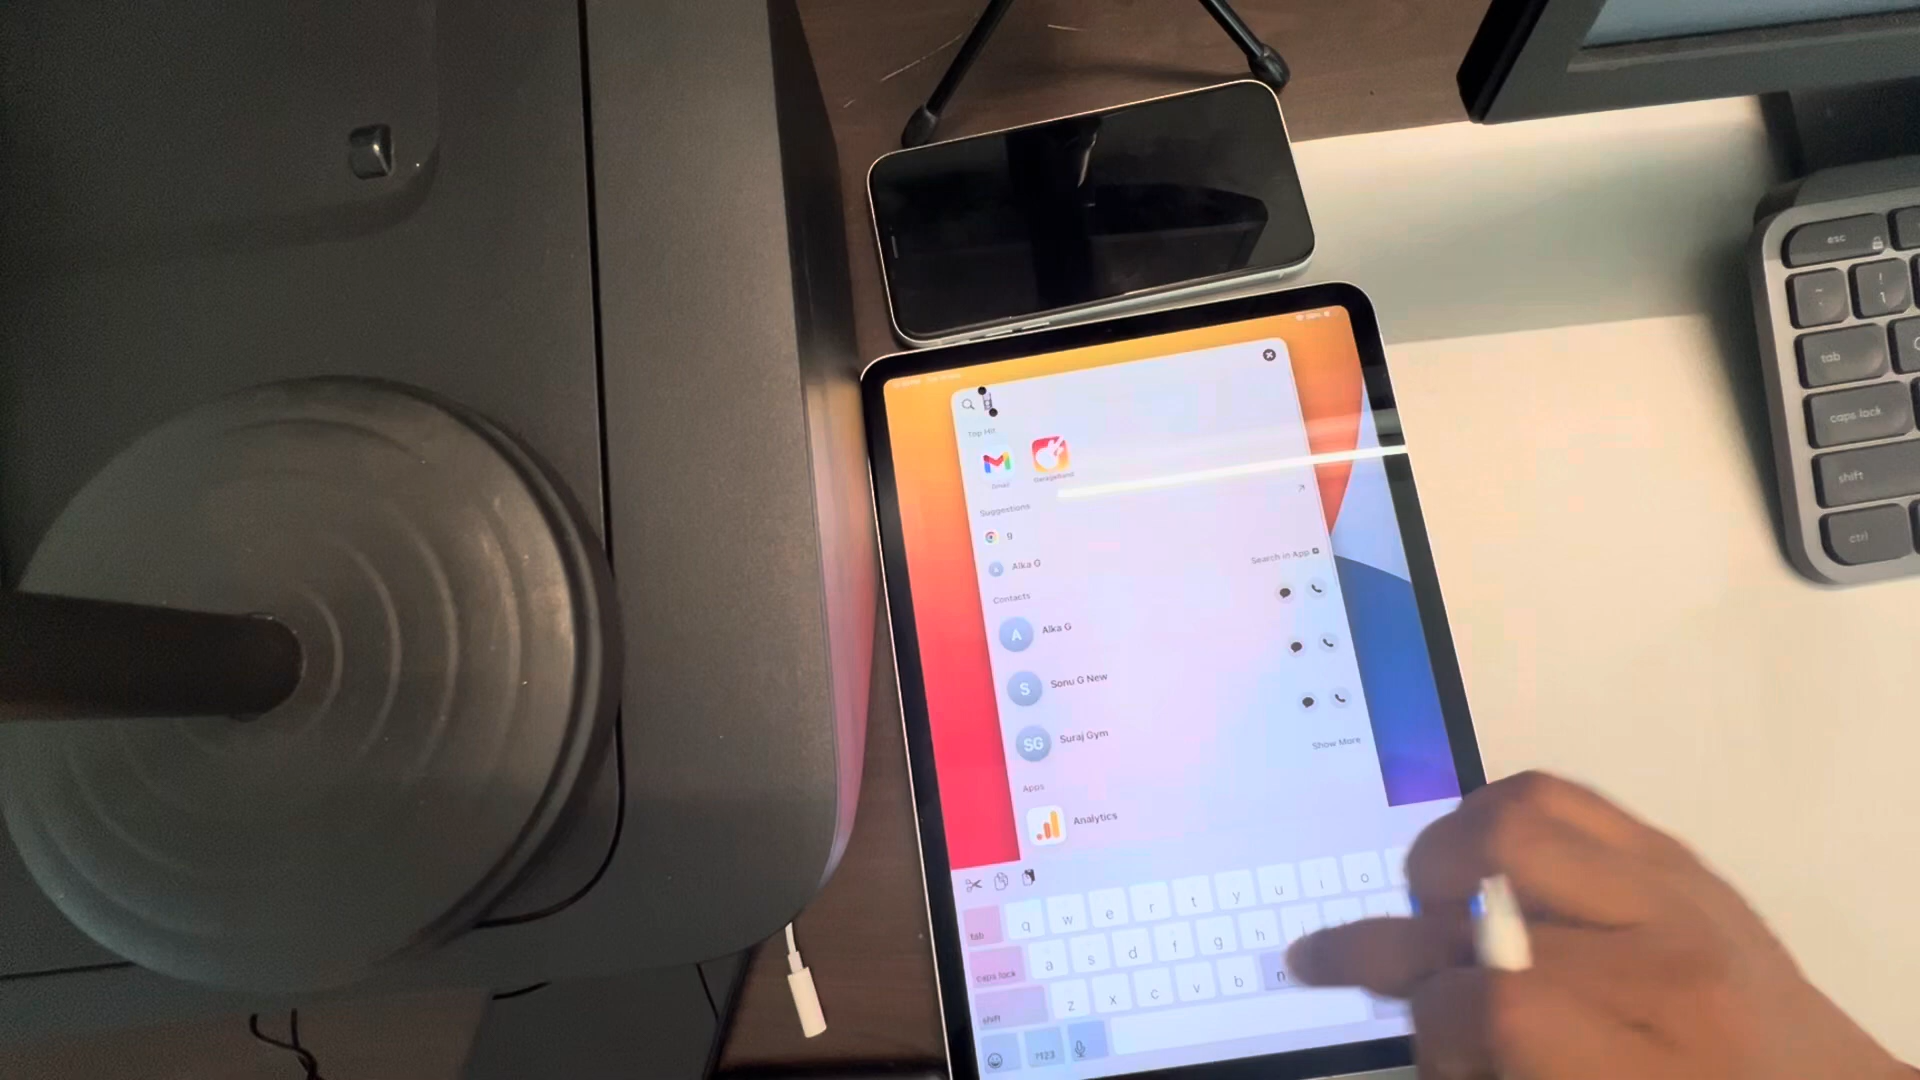 g
Top Hit
Gmail
GarageBand
Suggestions
g
Search in App
Alka G
Contacts
A
Alka G
S
Sonu G New
SG
Suraj Gym
Show More
Apps
Analytics
tab
q w e r t y u i o
caps lock
a s d f g h
shift
z x c v b n
.?123
esc
~
! 1
tab
caps lock
shift
ctrl